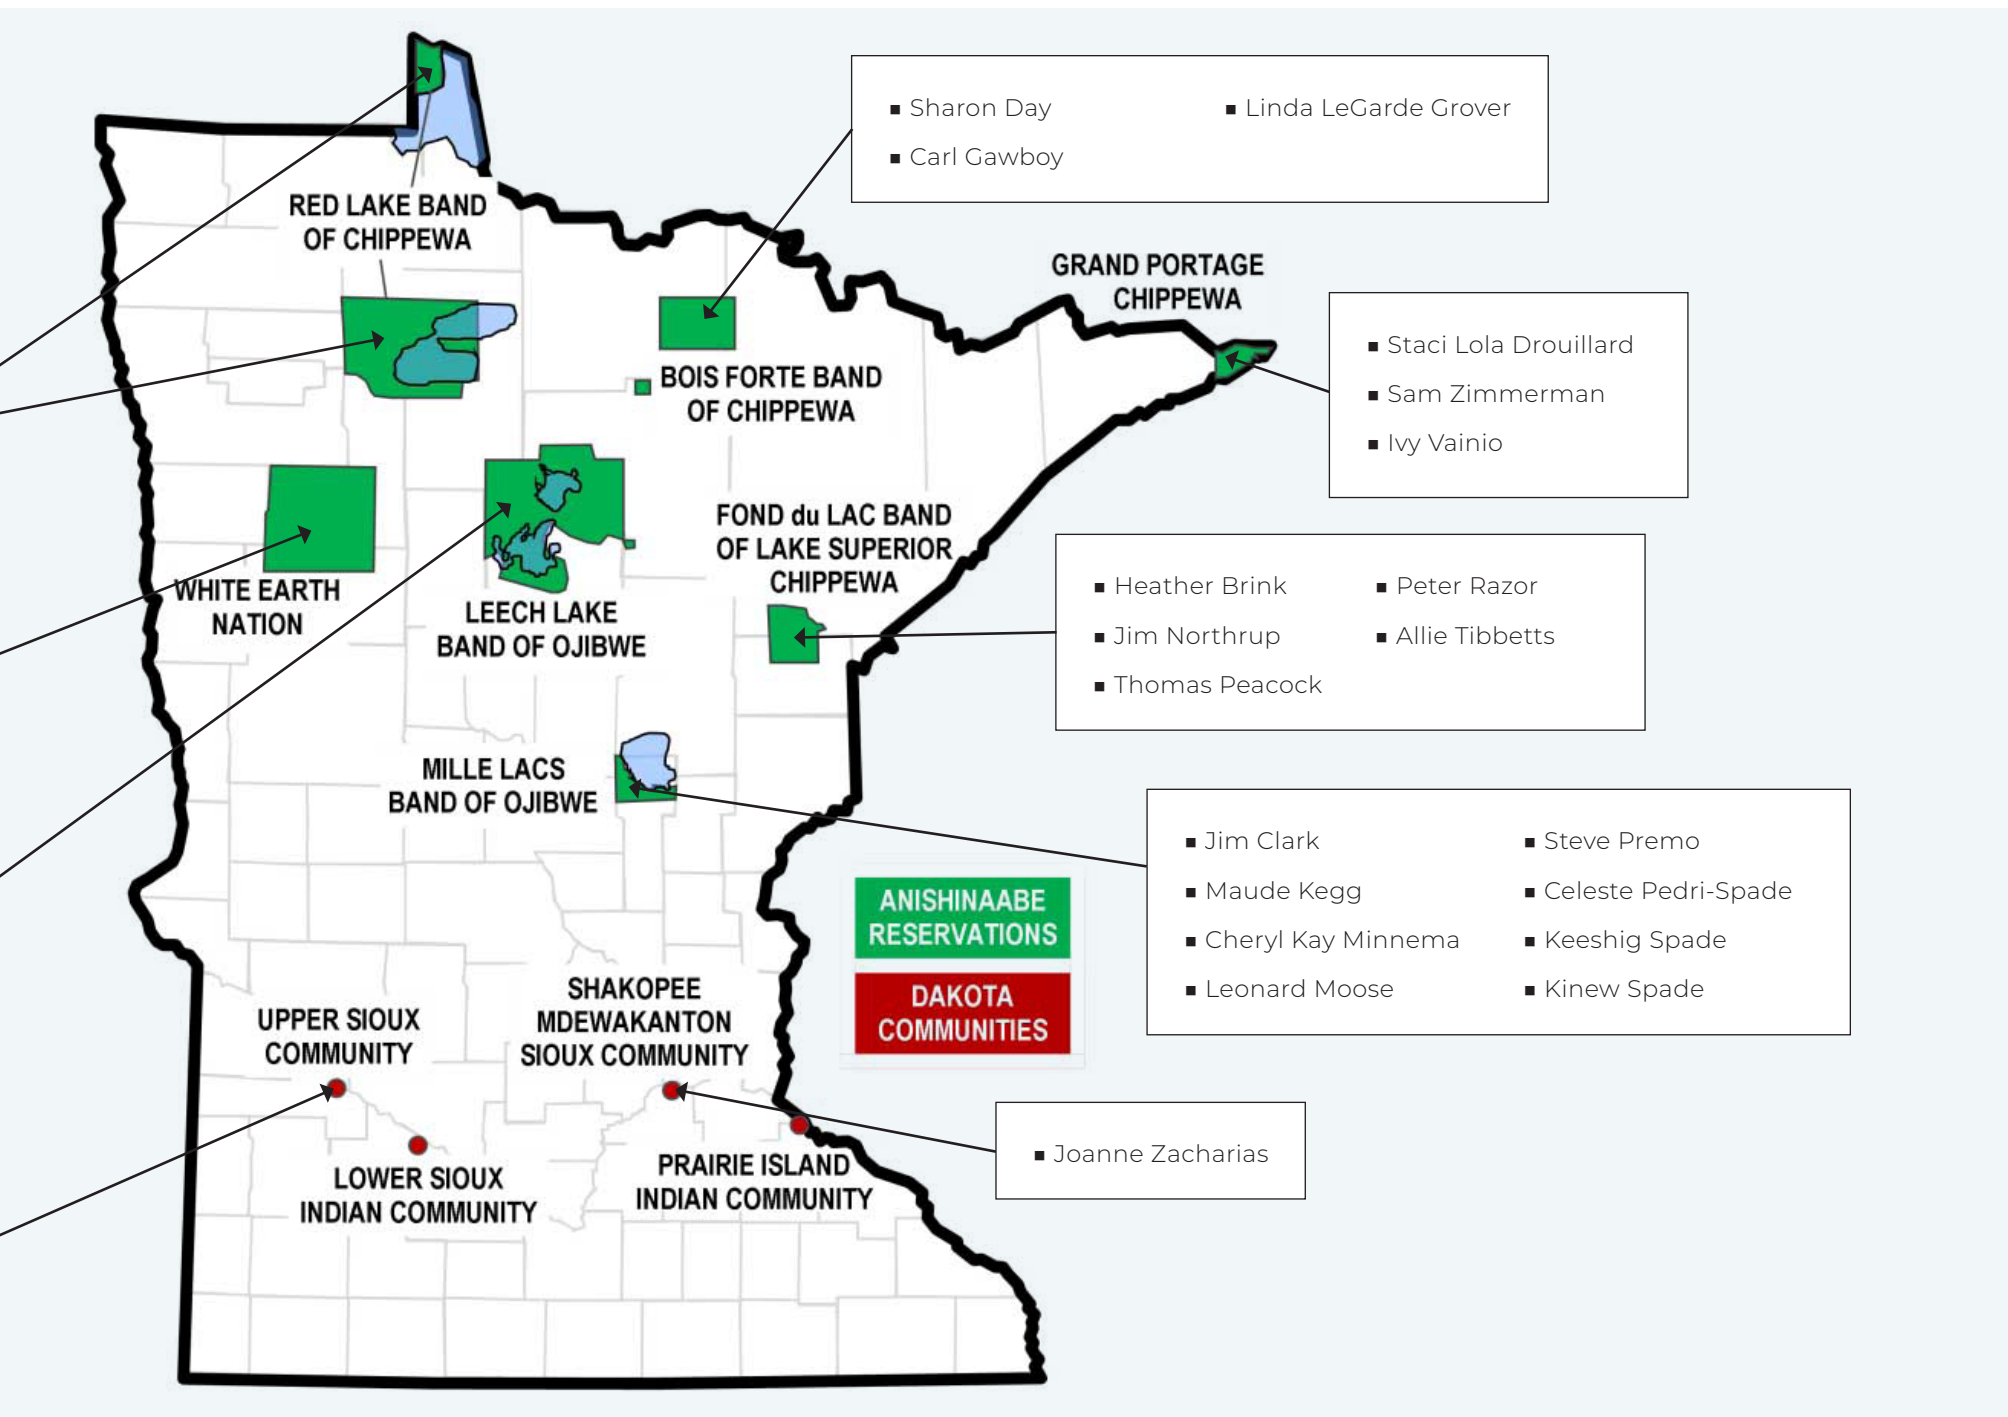 ■ Sharon Day
■ Carl Gawboy
■ Linda LeGarde Grover
RED LAKE BAND
OF CHIPPEWA
GRAND PORTAGE
CHIPPEWA
■ Staci Lola Drouillard
■ Sam Zimmerman
■ Ivy Vainio
BOIS FORTE BAND
OF CHIPPEWA
FOND du LAC BAND
OF LAKE SUPERIOR
CHIPPEWA
■ Heather Brink
■ Jim Northrup
■ Thomas Peacock
■ Peter Razor
■ Allie Tibbetts
WHITE EARTH
NATION
LEECH LAKE
BAND OF OJIBWE
MILLE LACS
BAND OF OJIBWE
■ Jim Clark
■ Maude Kegg
■ Cheryl Kay Minnema
■ Leonard Moose
■ Steve Premo
■ Celeste Pedri-Spade
■ Keeshig Spade
■ Kinew Spade
ANISHINAABE
RESERVATIONS
DAKOTA
COMMUNITIES
UPPER SIOUX
COMMUNITY
SHAKOPEE
MDEWAKANTON
SIOUX COMMUNITY
■ Joanne Zacharias
LOWER SIOUX
INDIAN COMMUNITY
PRAIRIE ISLAND
INDIAN COMMUNITY